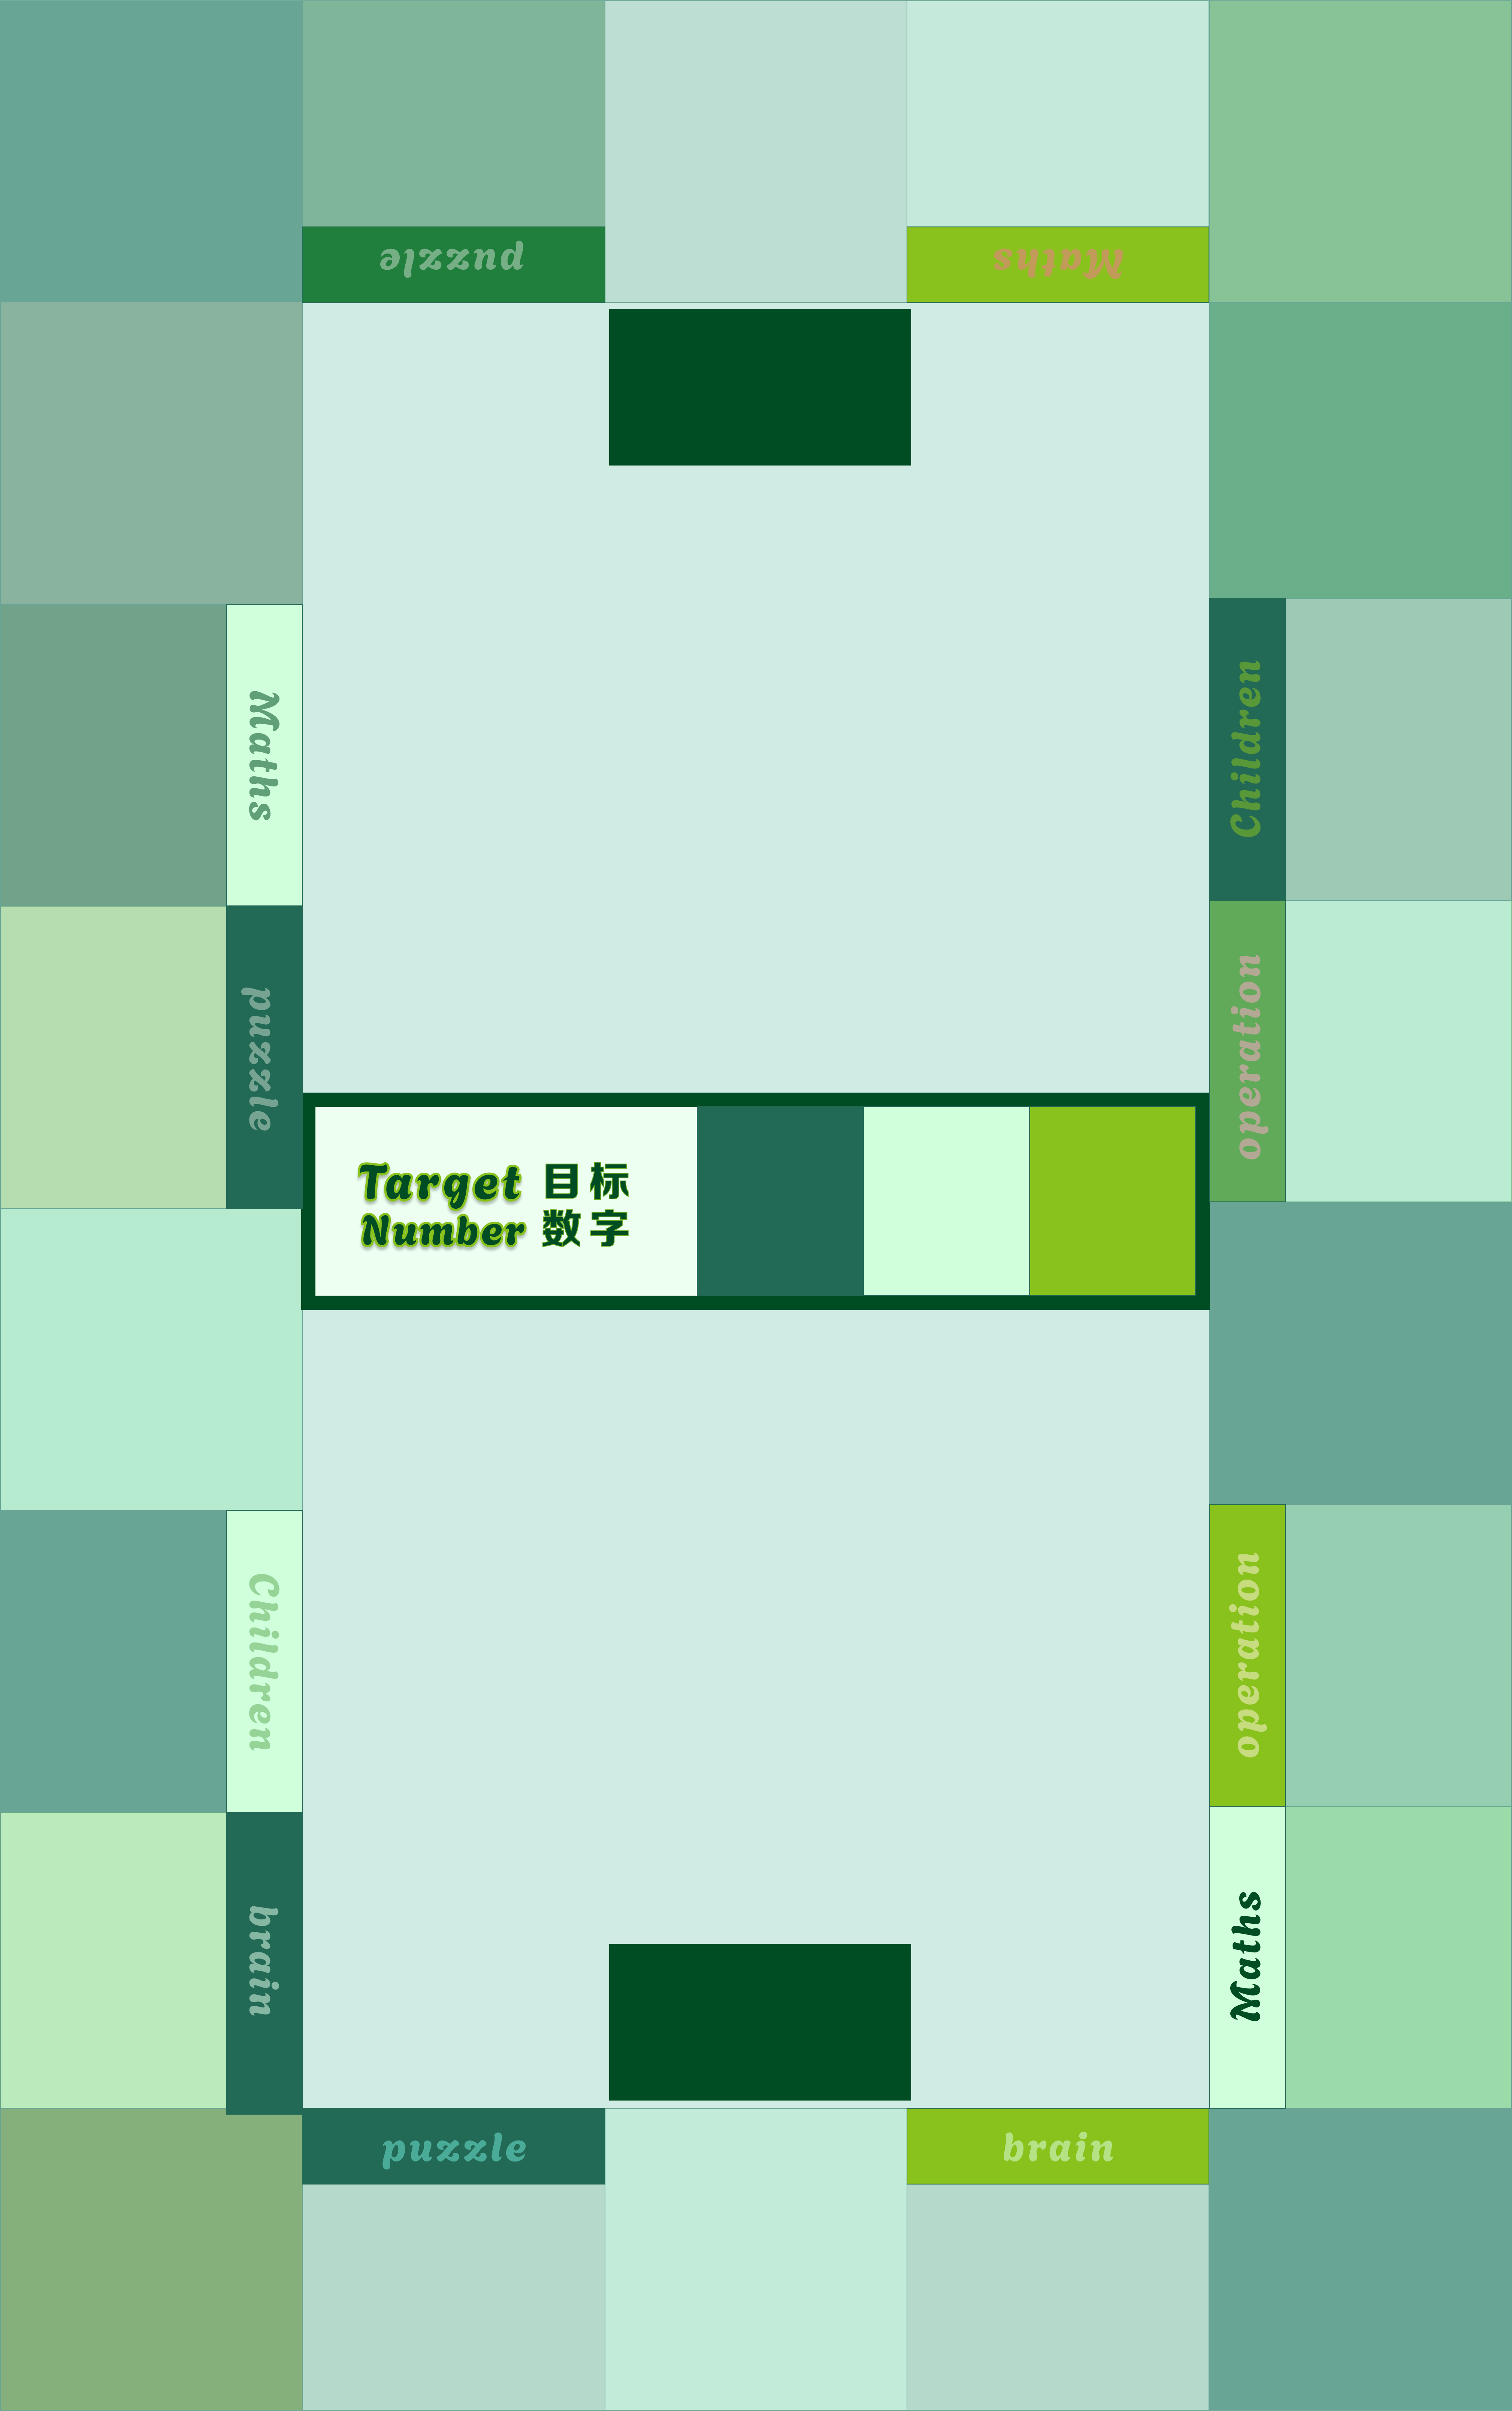 puzzle
Maths
Maths
Children
puzzle
operation
Target 目标
Number 数字
Children
operation
brain
Maths
puzzle
brain